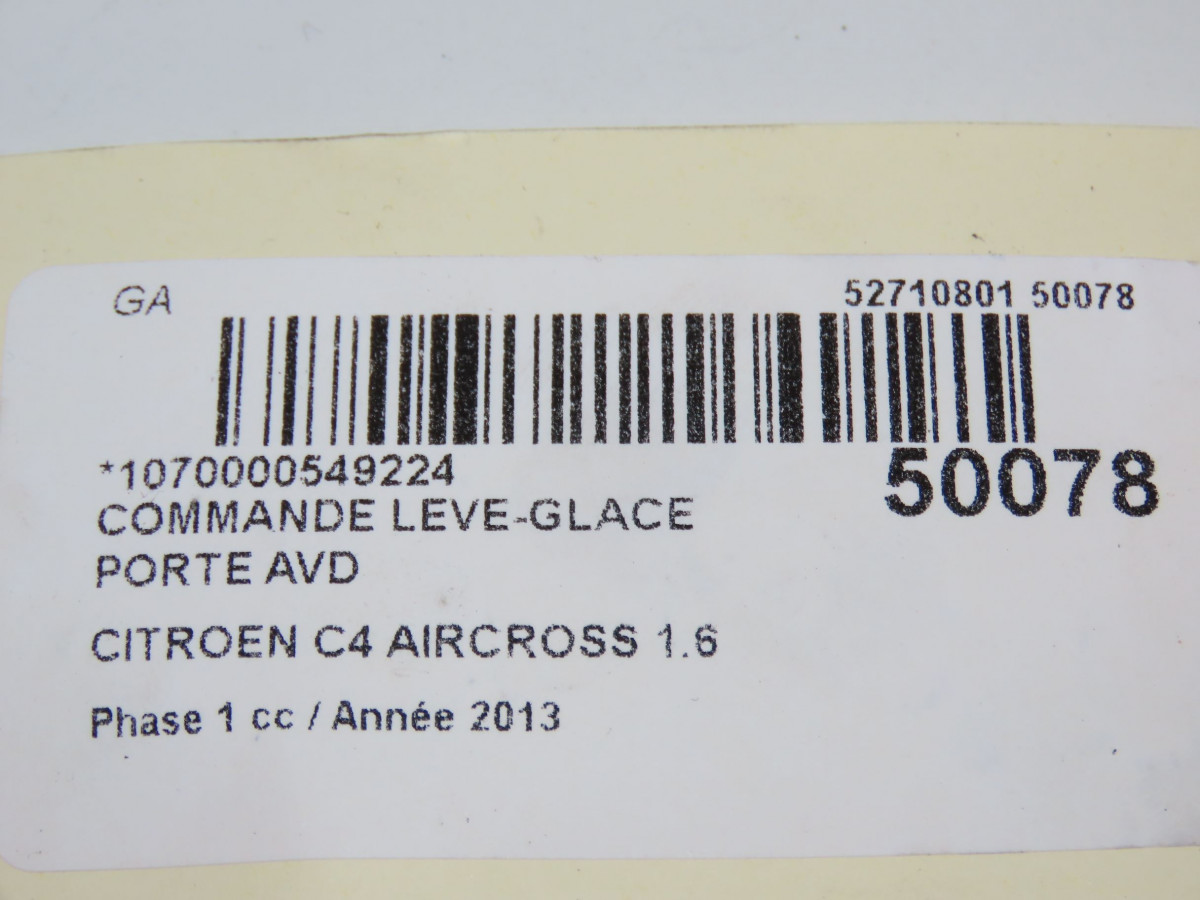 GA
52710801 50078
*1070000549224
50078
COMMANDE LEVE-GLACE
PORTE AVD
CITROEN C4 AIRCROSS 1.6
Phase 1 cc / Année 2013